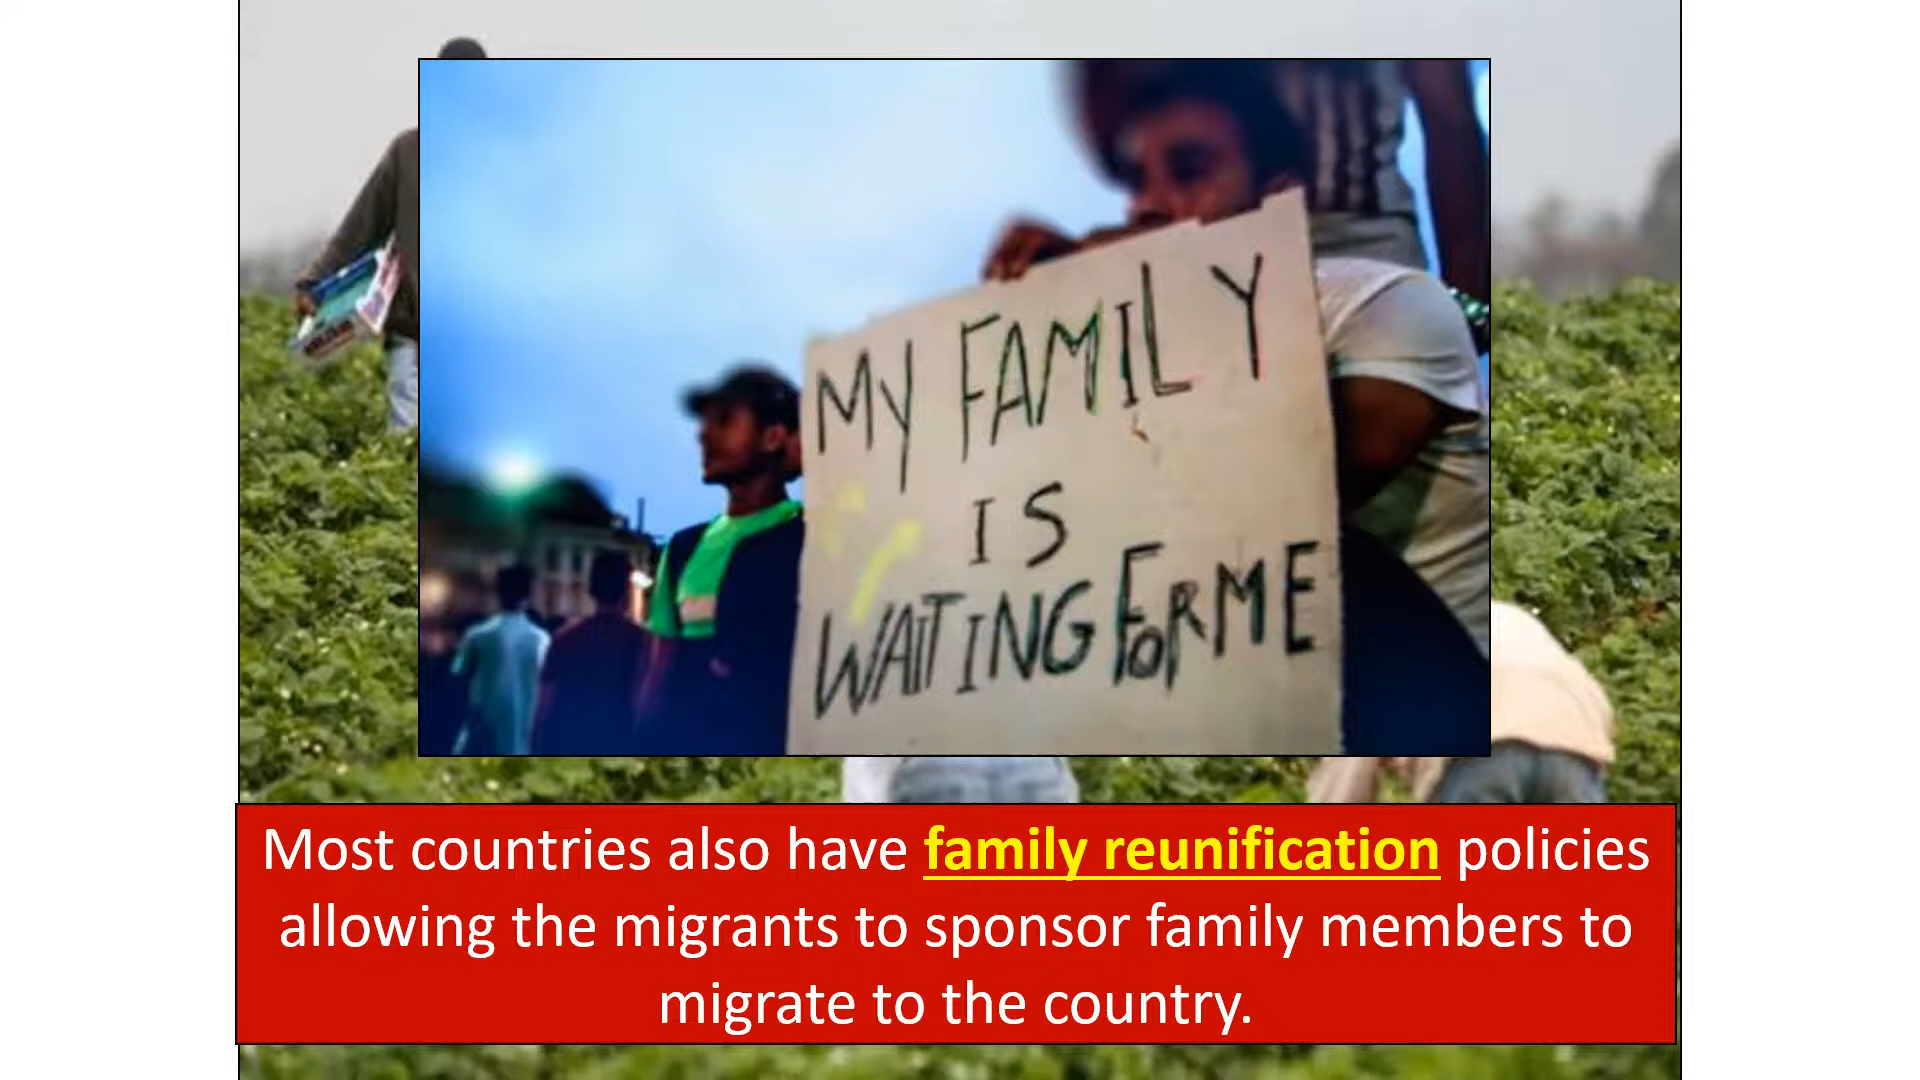 MY FAMILY
IS
WAITING FOR ME
Most countries also have family reunification policies
allowing the migrants to sponsor family members to
migrate to the country.